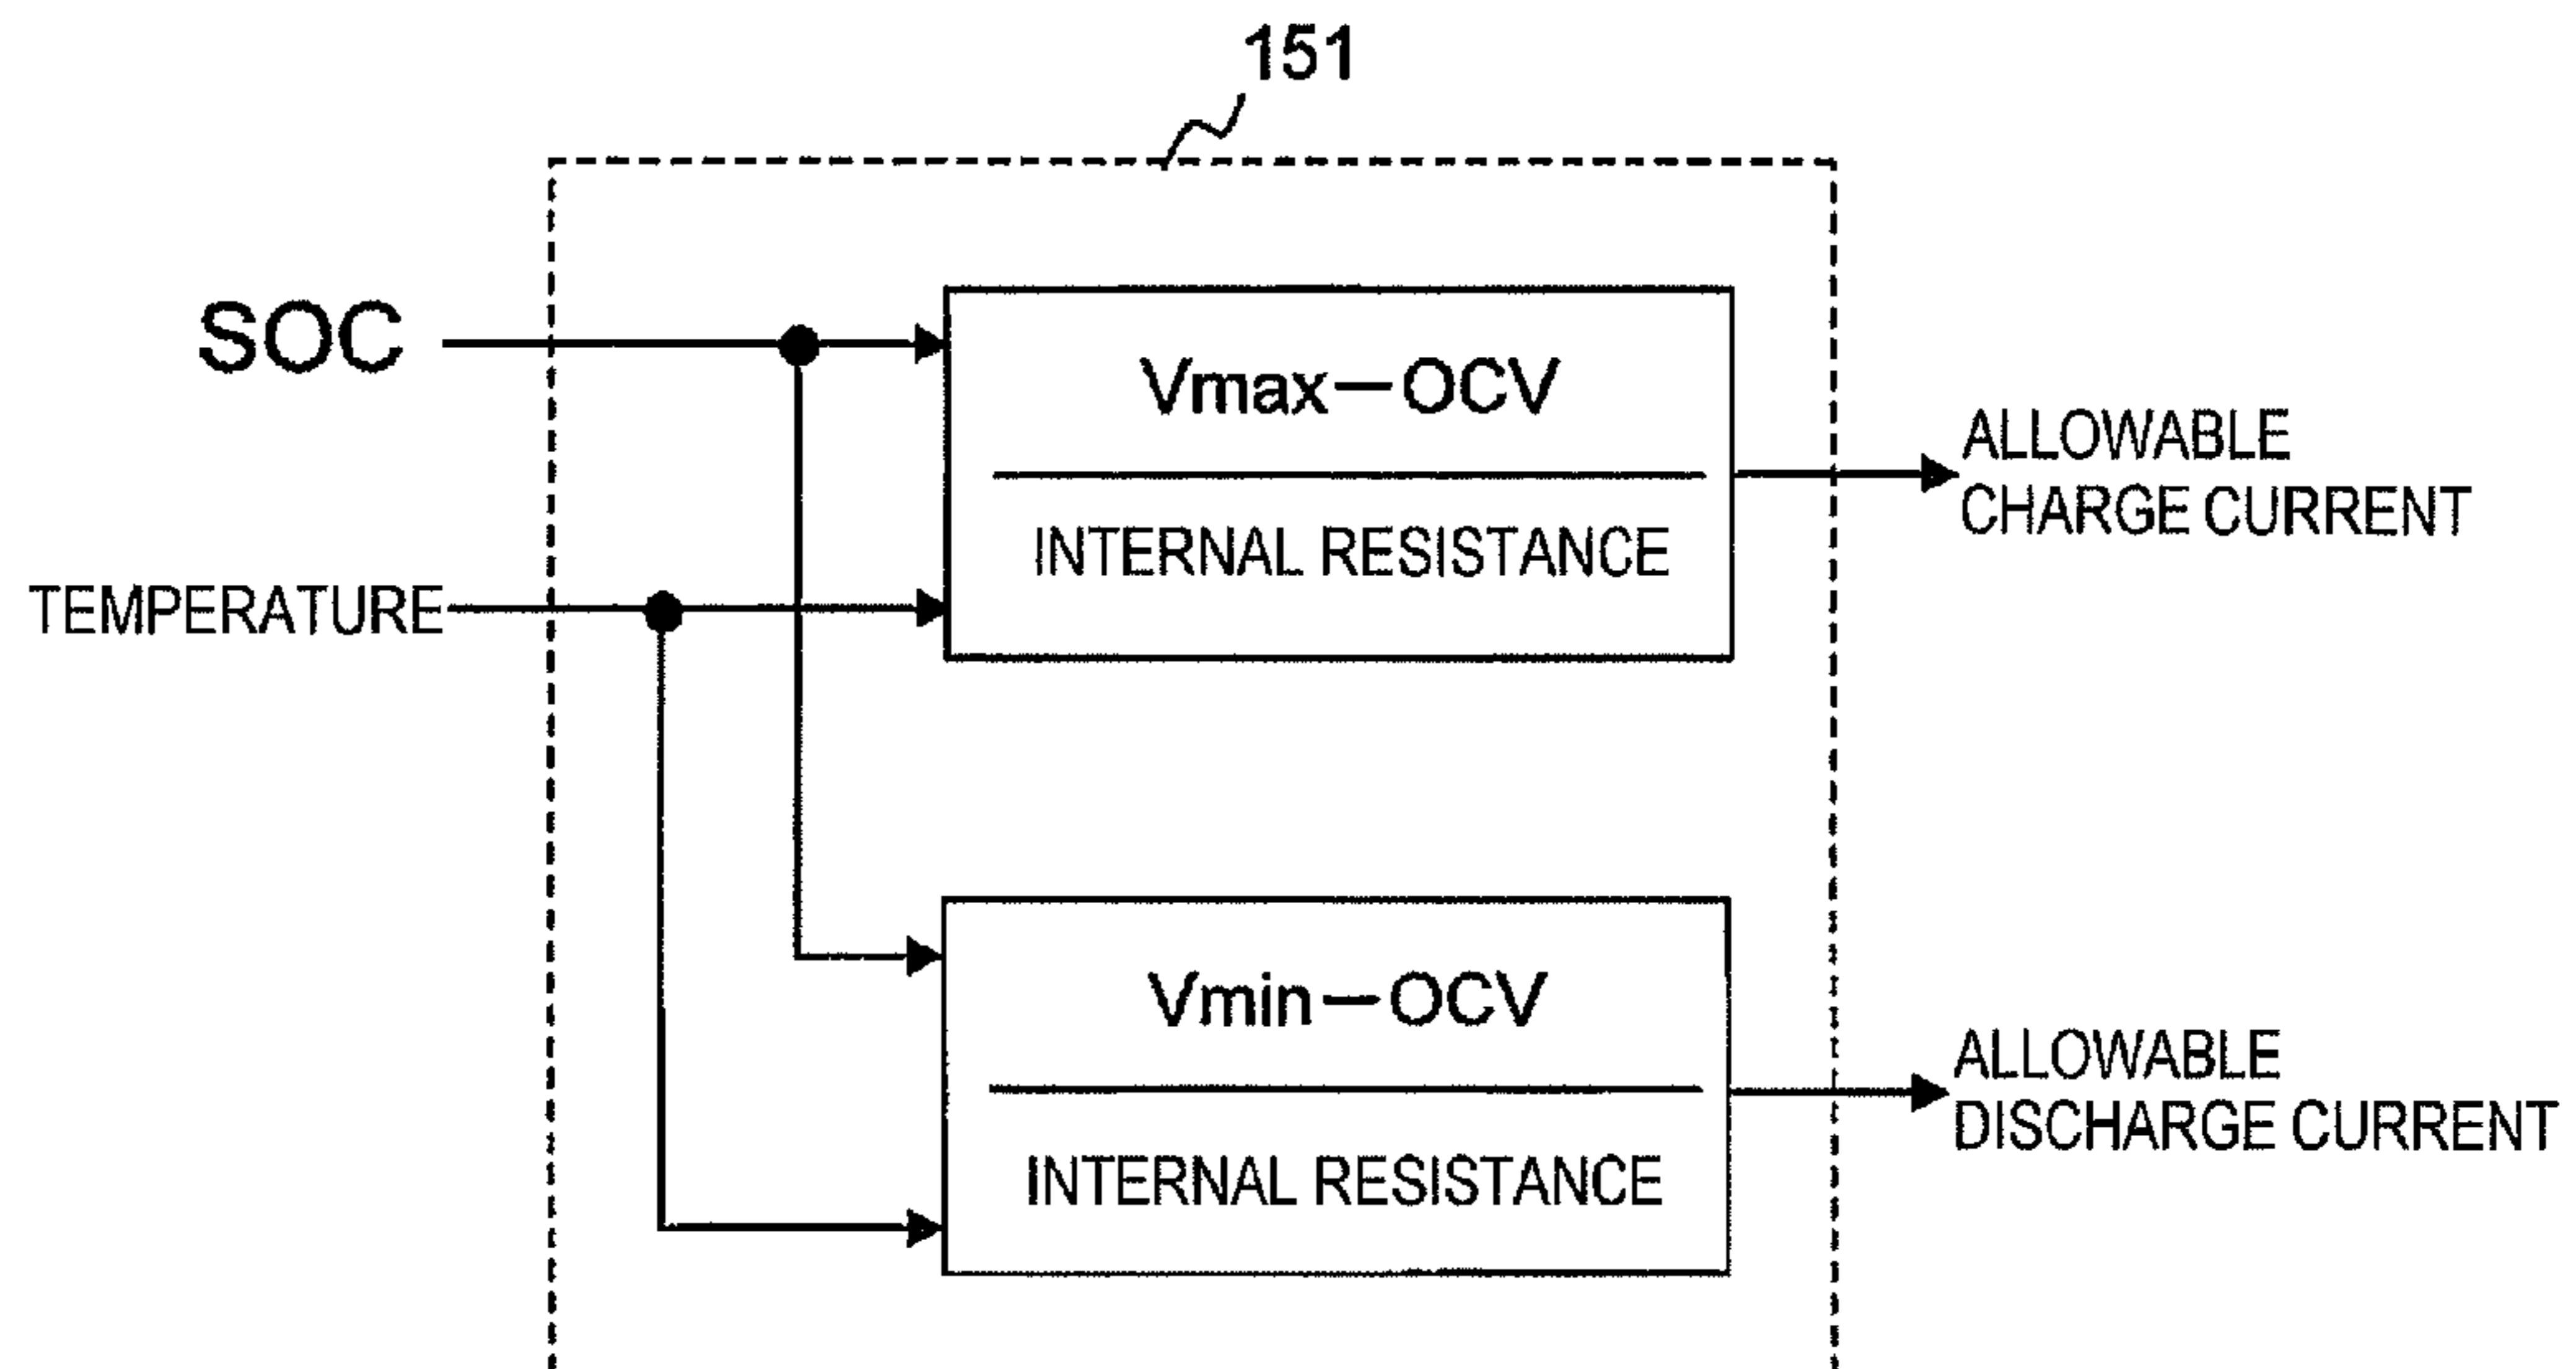 151
SOC
TEMPERATURE
Vmax－OCV
INTERNAL RESISTANCE
ALLOWABLE
CHARGE CURRENT
Vmin－OCV
INTERNAL RESISTANCE
ALLOWABLE
DISCHARGE CURRENT